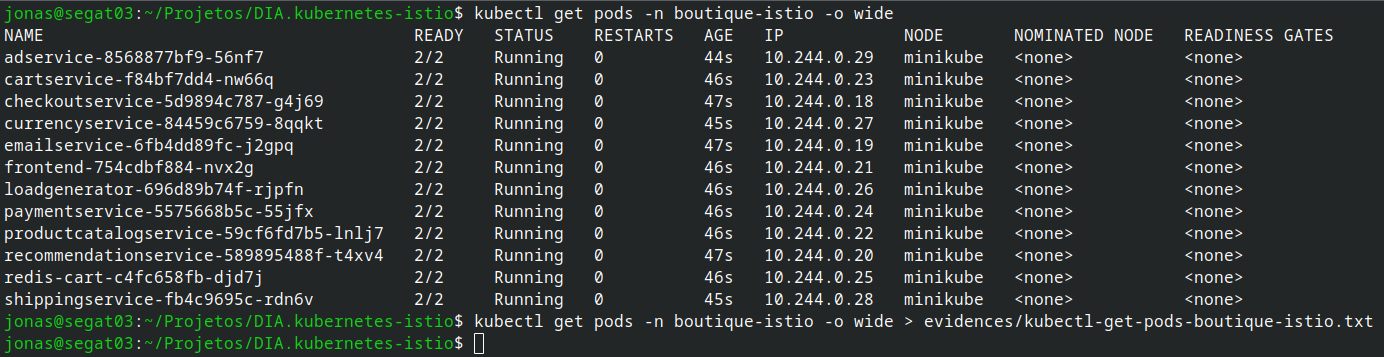 jonas@segat03:~/Projetos/DIA.kubernetes-istio$ kubectl get pods -n boutique-istio -o wide
NAME READY STATUS RESTARTS AGE IP NODE NOMINATED NODE READINESS GATES
adservice-8568877bf9-56nf7 2/2 Running 0 44s 10.244.0.29 minikube <none> <none>
cartservice-f84bf7dd4-nw66q 2/2 Running 0 46s 10.244.0.23 minikube <none> <none>
checkoutservice-5d9894c787-g4j69 2/2 Running 0 47s 10.244.0.18 minikube <none> <none>
currencyservice-84459c6759-8qqkt 2/2 Running 0 45s 10.244.0.27 minikube <none> <none>
emailservice-6fb4dd89fc-j2gpq 2/2 Running 0 47s 10.244.0.19 minikube <none> <none>
frontend-754cdbf884-nvx2g 2/2 Running 0 46s 10.244.0.21 minikube <none> <none>
loadgenerator-696d89b74f-rjpfn 2/2 Running 0 46s 10.244.0.26 minikube <none> <none>
paymentservice-5575668b5c-55jfx 2/2 Running 0 46s 10.244.0.24 minikube <none> <none>
productcatalogservice-59cf6fd7b5-lnlj7 2/2 Running 0 46s 10.244.0.22 minikube <none> <none>
recommendationservice-589895488f-t4xv4 2/2 Running 0 47s 10.244.0.20 minikube <none> <none>
redis-cart-c4fc658fb-djd7j 2/2 Running 0 46s 10.244.0.25 minikube <none> <none>
shippingservice-fb4c9695c-rdn6v 2/2 Running 0 45s 10.244.0.28 minikube <none> <none>
jonas@segat03:~/Projetos/DIA.kubernetes-istio$ kubectl get pods -n boutique-istio -o wide > evidences/kubectl-get-pods-boutique-istio.txt
jonas@segat03:~/Projetos/DIA.kubernetes-istio$